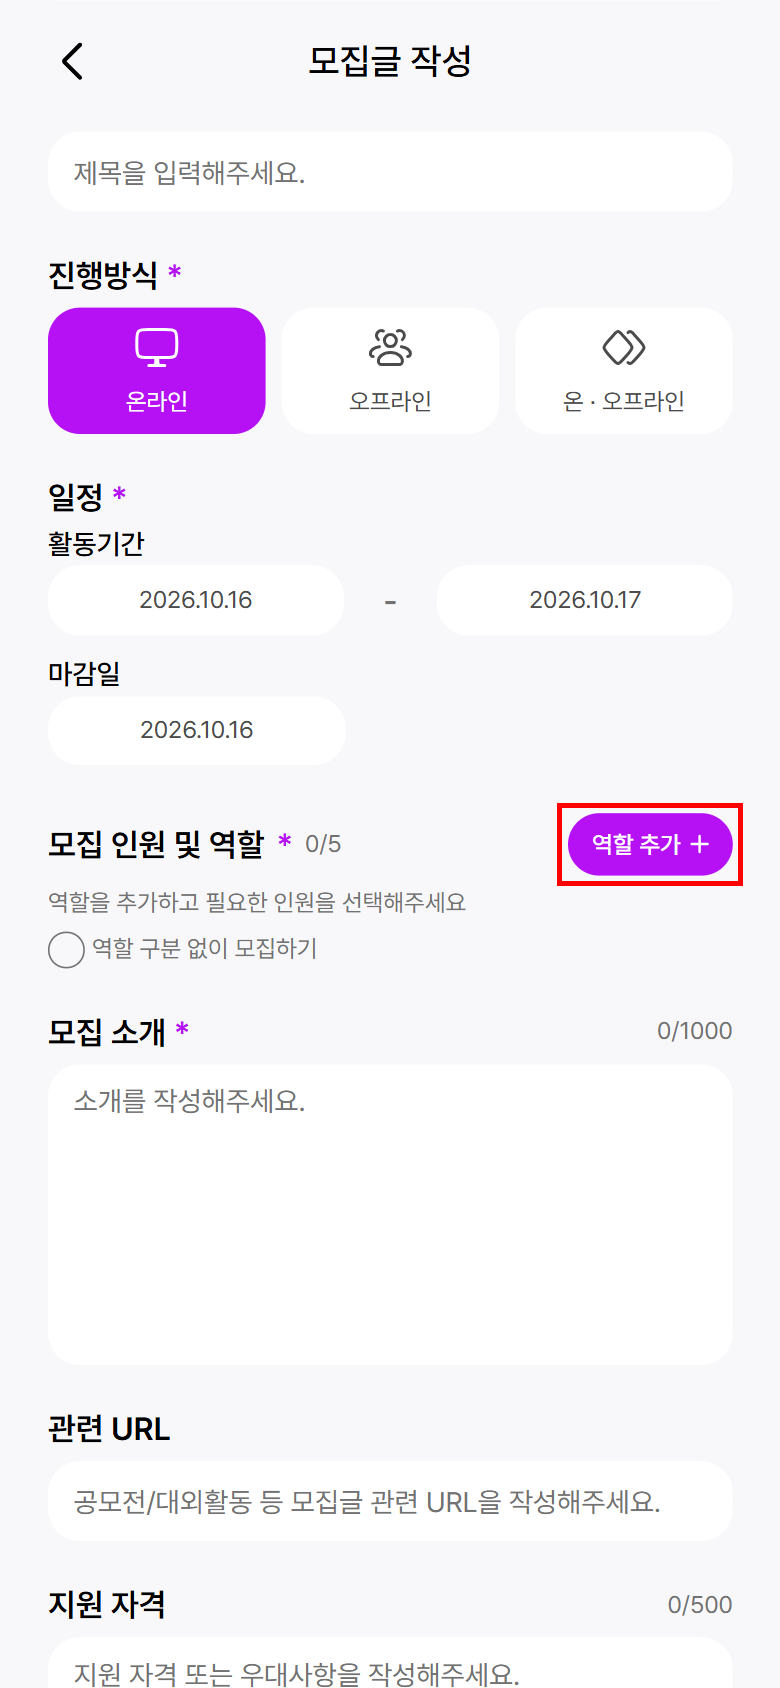 모집글 작성
제목을 입력해주세요.
진행방식 *
온라인
오프라인
온 · 오프라인
일정 *
활동기간
2026.10.16 - 2026.10.17
마감일
2026.10.16
모집 인원 및 역할 * 0/5 역할 추가 +
역할을 추가하고 필요한 인원을 선택해주세요
역할 구분 없이 모집하기
모집 소개 * 0/1000
소개를 작성해주세요.
관련 URL
공모전/대외활동 등 모집글 관련 URL을 작성해주세요.
지원 자격 0/500
지원 자격 또는 우대사항을 작성해주세요.